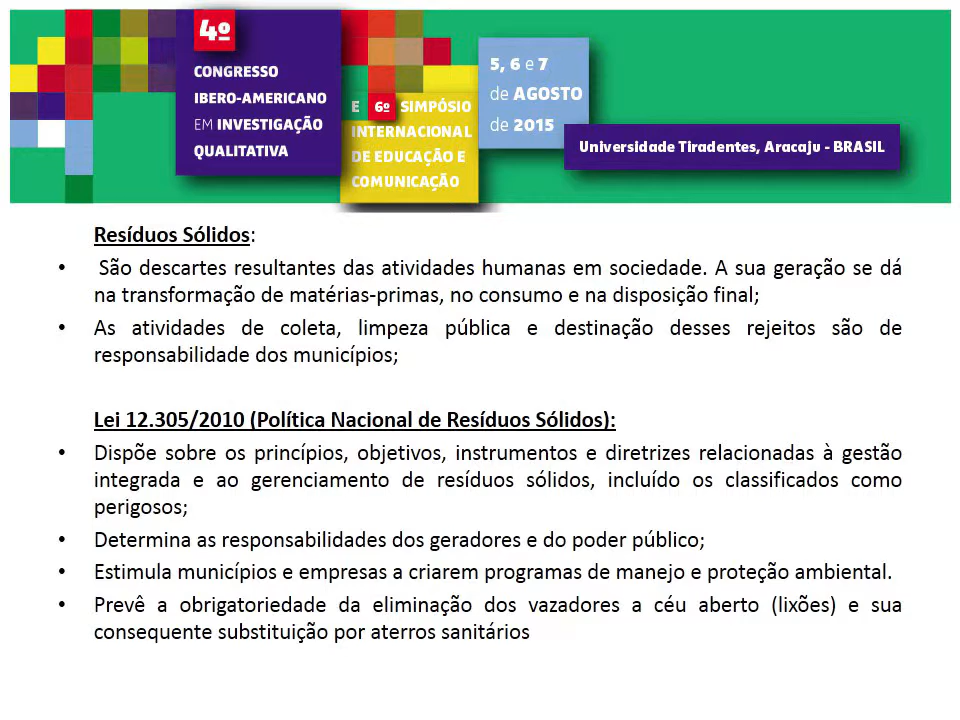 4º
CONGRESSO
IBERO-AMERICANO
EM INVESTIGAÇÃO
QUALITATIVA
E 6º SIMPÓSIO
INTERNACIONAL
DE EDUCAÇÃO E
COMUNICAÇÃO
5, 6 e 7
de AGOSTO
de 2015
Universidade Tiradentes, Aracaju - BRASIL
Resíduos Sólidos:
• São descartes resultantes das atividades humanas em sociedade. A sua geração se dá
na transformação de matérias-primas, no consumo e na disposição final;
• As atividades de coleta, limpeza pública e destinação desses rejeitos são de
responsabilidade dos municípios;
Lei 12.305/2010 (Política Nacional de Resíduos Sólidos):
• Dispõe sobre os princípios, objetivos, instrumentos e diretrizes relacionadas à gestão
integrada e ao gerenciamento de resíduos sólidos, incluído os classificados como
perigosos;
• Determina as responsabilidades dos geradores e do poder público;
• Estimula municípios e empresas a criarem programas de manejo e proteção ambiental.
• Prevê a obrigatoriedade da eliminação dos vazadores a céu aberto (lixões) e sua
consequente substituição por aterros sanitários